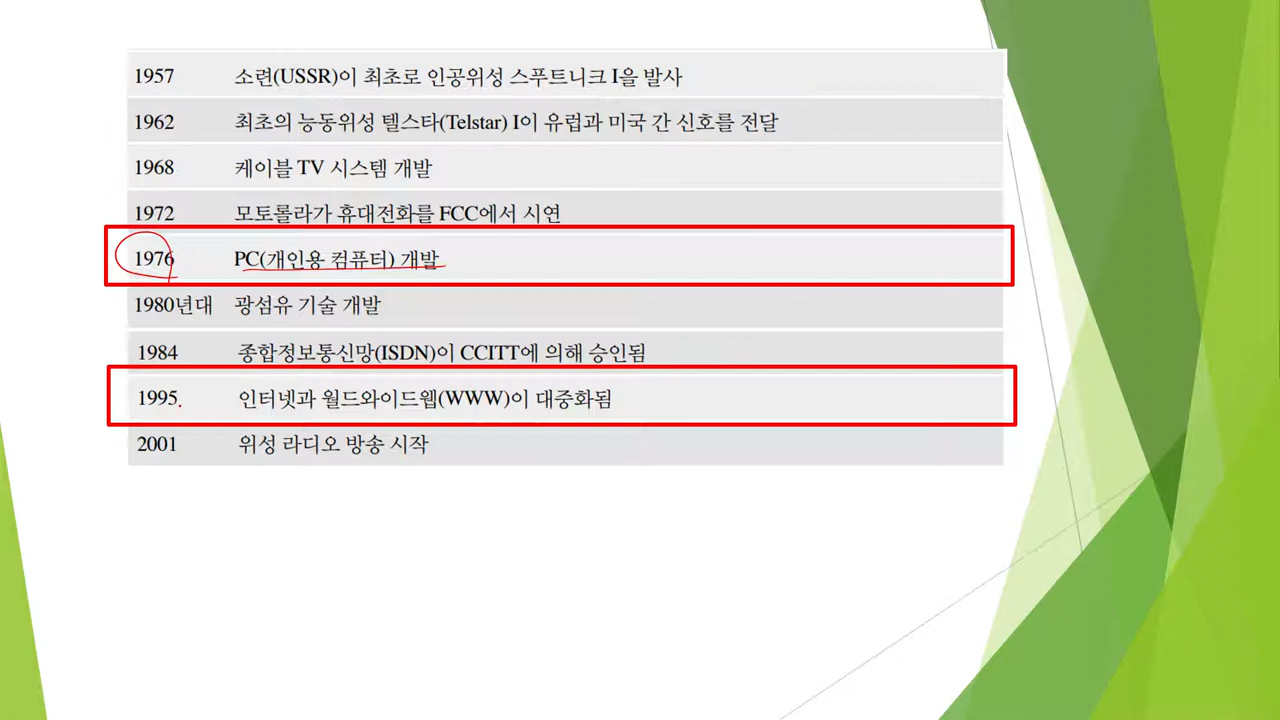 1957 소련(USSR)이 최초로 인공위성 스푸트니크 I을 발사
1962 최초의 능동위성 텔스타(Telstar) I이 유럽과 미국 간 신호를 전달
1968 케이블 TV 시스템 개발
1972 모토롤라가 휴대전화를 FCC에서 시연
1976 PC(개인용 컴퓨터) 개발
1980년대 광섬유 기술 개발
1984 종합정보통신망(ISDN)이 CCITT에 의해 승인됨
1995 인터넷과 월드와이드웹(WWW)이 대중화됨
2001 위성 라디오 방송 시작